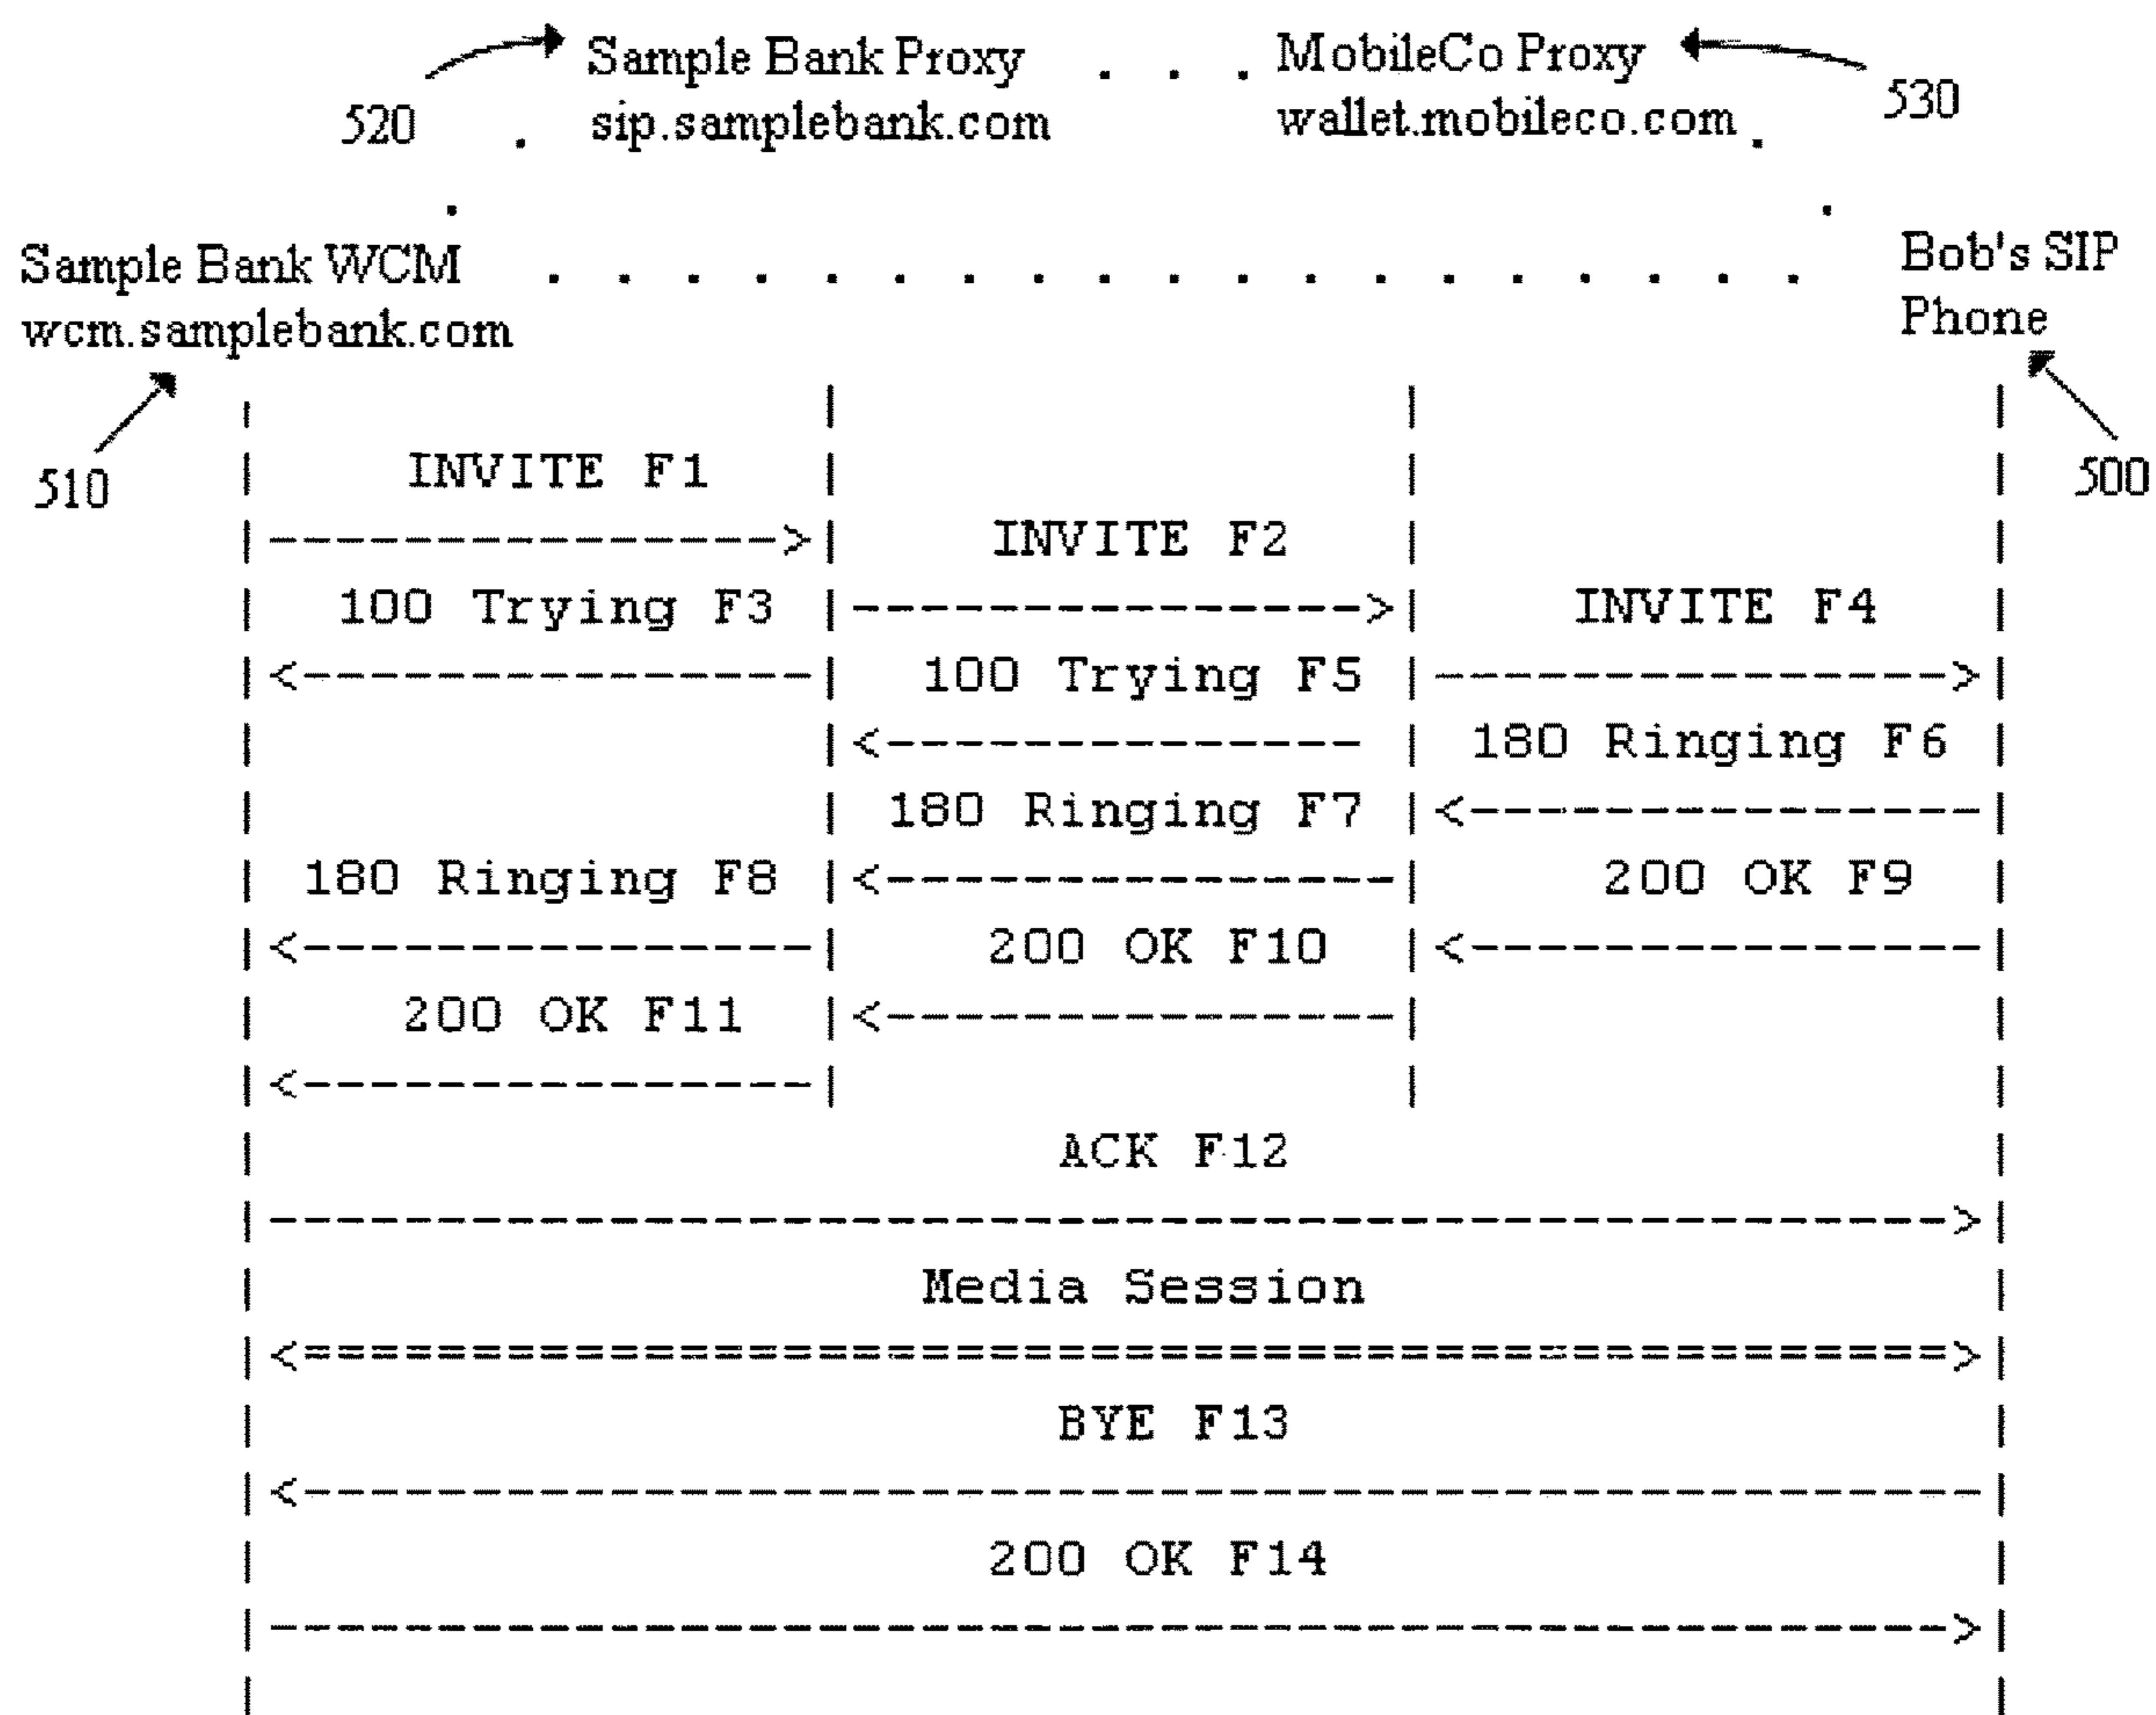 Sample Bank Proxy . . . MobileCo Proxy
520 sip.samplebank.com wallet.mobileco.com 530
Sample Bank WCM Bob's SIP
wcm.samplebank.com Phone
510 500
INVITE F1
INVITE F2
100 Trying F3 INVITE F4
100 Trying F5
180 Ringing F6
180 Ringing F7
180 Ringing F8 200 OK F9
200 OK F10
200 OK F11
ACK F12
Media Session
BYE F13
200 OK F14